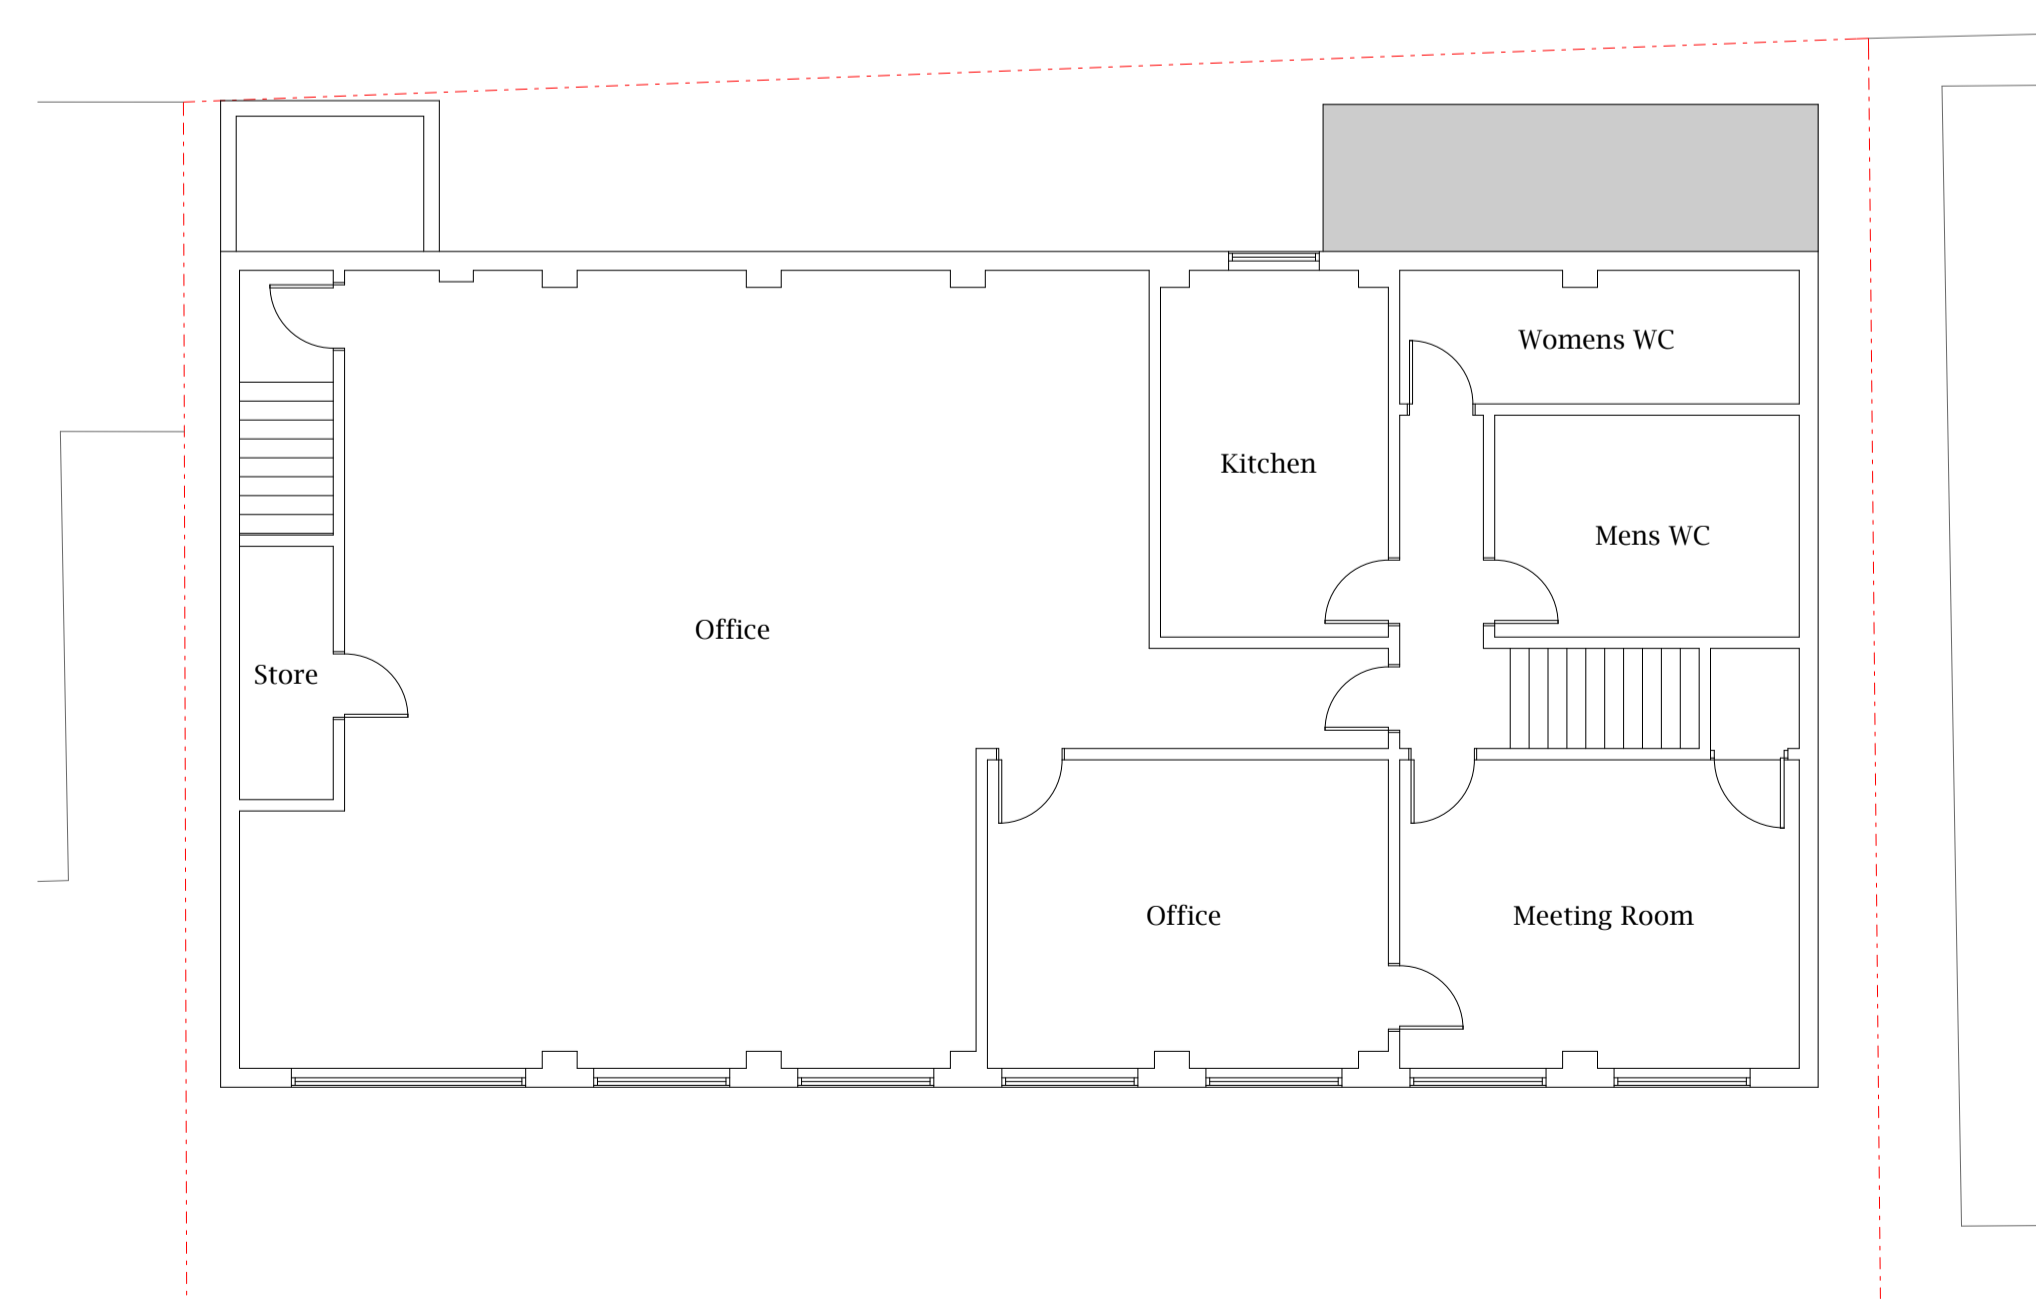 Womens WC
Kitchen
Mens WC
Office
Store
Office
Meeting Room